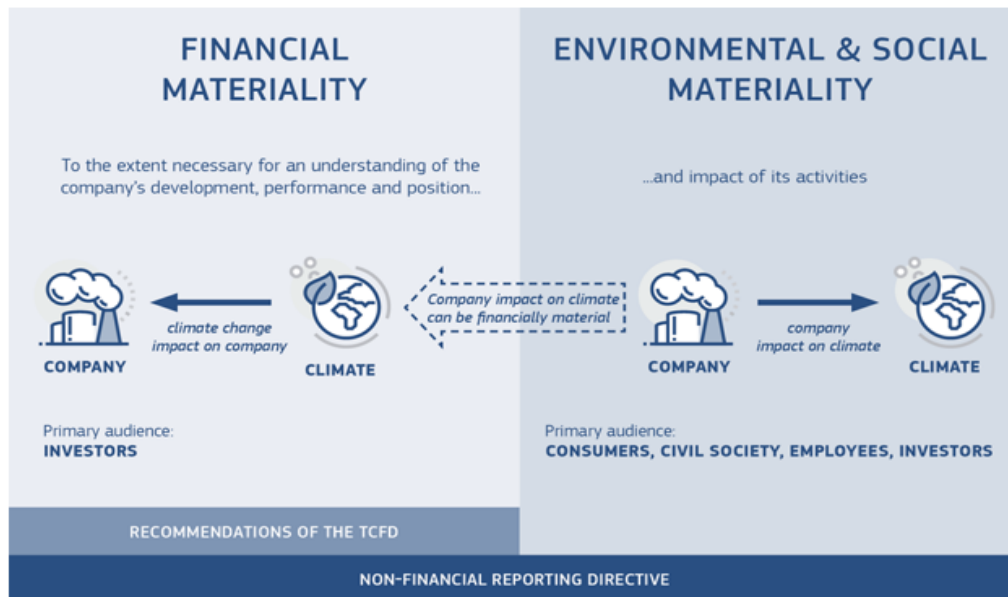 FINANCIAL
MATERIALITY
To the extent necessary for an understanding of the
company's development, performance and position...
climate change
impact on company
COMPANY
CLIMATE
Primary audience:
INVESTORS
RECOMMENDATIONS OF THE TCFD
Company impact on climate
can be financially material
ENVIRONMENTAL & SOCIAL
MATERIALITY
...and impact of its activities
company
impact on climate
COMPANY
CLIMATE
Primary audience:
CONSUMERS, CIVIL SOCIETY, EMPLOYEES, INVESTORS
NON-FINANCIAL REPORTING DIRECTIVE